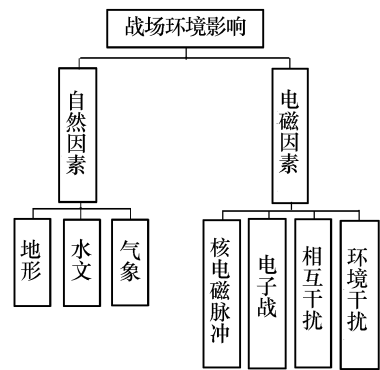 战场环境影响
自然因素
电磁因素
地形
水文
气象
核电磁脉冲
电子战
相互干扰
环境干扰